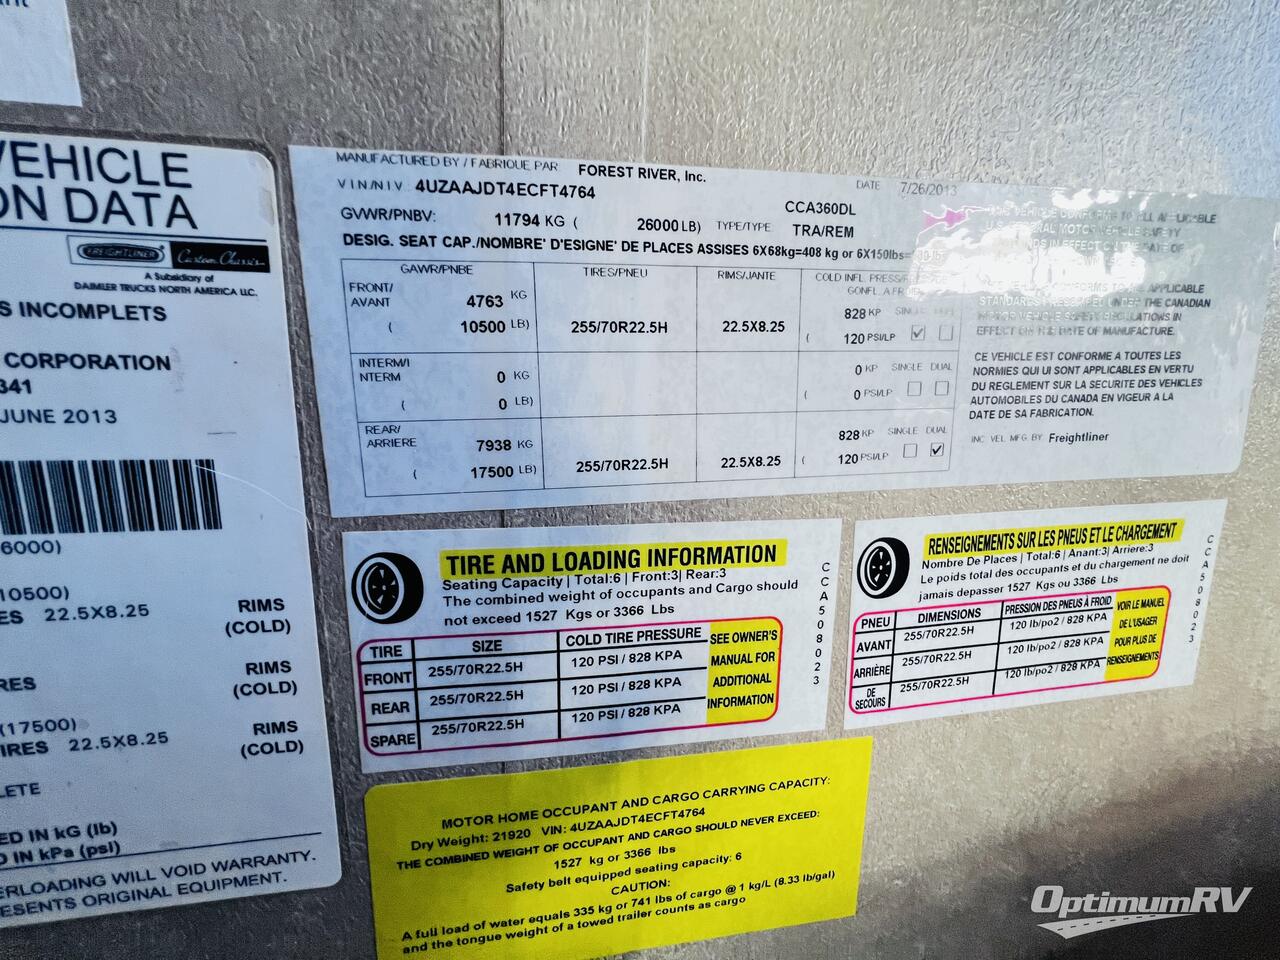 VEHICLE
ON DATA
FREIGHTLINER Custom Chassis
A Subsidiary of
DAIMLER TRUCKS NORTH AMERICA LLC.
S INCOMPLETS
CORPORATION
341
JUNE 2013
6000)
10500)
ES 22.5X8.25 RIMS
(COLD)
RES RIMS
(COLD)
(17500)
IRES 22.5X8.25 RIMS
(COLD)
LETE
ED IN kG (lb)
D IN kPa (psi)
ERLOADING WILL VOID WARRANTY.
ESENTS ORIGINAL EQUIPMENT.
MANUFACTURED BY / FABRIQUE PAR FOREST RIVER, Inc.
VIN/NIV 4UZAAJDT4ECFT4764 DATE 7/26/2013
CCA360DL
GVWR/PNBV: 11794 KG ( 26000 LB) TYPE/TYPE TRA/REM
DESIG. SEAT CAP./NOMBRE' D'ESIGNE' DE PLACES ASSISES 6X68kg=408 kg or 6X150lbs=
GAWR/PNBE TIRES/PNEU RIMS/JANTE COLD INFL. PRESS/
FRONT/
AVANT 4763 KG 828 KP SINGLE
( 10500 LB) 255/70R22.5H 22.5X8.25 ( 120 PSI/LP
INTERM/I
NTERM 0 KG 0 KP SINGLE DUAL
( 0 LB) ( 0 PSI/LP
REAR/
ARRIERE 7938 KG 828 KP SINGLE DUAL
( 17500 LB) 255/70R22.5H 22.5X8.25 ( 120 PSI/LP
THE CANADIAN
MOTOR VEHICLE SAFETY REGULATIONS IN
EFFECT ON THE DATE OF MANUFACTURE.
CE VEHICULE EST CONFORME A TOUTES LES
NORMIES QUI UI SONT APPLICABLES EN VERTU
DU REGLEMENT SUR LA SECURITE DES VEHICLES
AUTOMOBILES DU CANADA EN VIGEUR A LA
DATE DE SA FABRICATION.
INC. VEL. MFG. BY Freightliner
TIRE AND LOADING INFORMATION
Seating Capacity | Total:6 | Front:3| Rear:3
The combined weight of occupants and Cargo should
not exceed 1527 Kgs or 3366 Lbs
TIRE SIZE COLD TIRE PRESSURE
FRONT 255/70R22.5H 120 PSI / 828 KPA
REAR 255/70R22.5H 120 PSI / 828 KPA
SPARE 255/70R22.5H 120 PSI / 828 KPA
SEE OWNER'S
MANUAL FOR
ADDITIONAL
INFORMATION
CCA508023
RENSEIGNEMENTS SUR LES PNEUS ET LE CHARGEMENT
Nombre De Places | Total:6| Anant:3| Arriere:3
Le poids total des occupants et du chargement ne doit
jamais depasser 1527 Kgs ou 3366 Lbs
PNEU DIMENSIONS PRESSION DES PNEUS À FROID
AVANT 255/70R22.5H 120 lb/po2 / 828 KPA
ARRIÈRE 255/70R22.5H 120 lb/po2 / 828 KPA
DE
SECOURS 255/70R22.5H 120 lb/po2 / 828 KPA
VOIR LE MANUEL
DE L'USAGER
POUR PLUS DE
RENSEIGNEMENTS
CCA508023
MOTOR HOME OCCUPANT AND CARGO CARRYING CAPACITY:
Dry Weight: 21920 VIN: 4UZAAJDT4ECFT4764
THE COMBINED WEIGHT OF OCCUPANT AND CARGO SHOULD NEVER EXCEED:
1527 kg or 3366 lbs
Safety belt equipped seating capacity: 6
CAUTION:
A full load of water equals 335 kg or 741 lbs of cargo @ 1 kg/L (8.33 lb/gal)
and the tongue weight of a towed trailer counts as cargo
OptimumRV